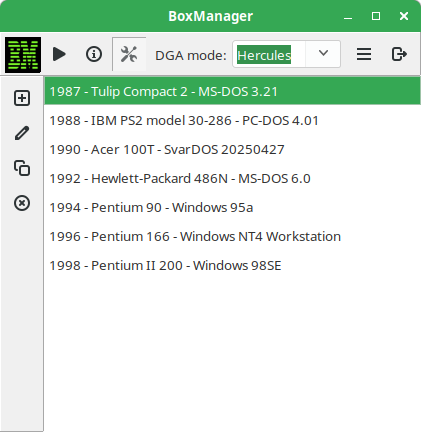 BoxManager
IBM
DGA mode: Hercules
1987 - Tulip Compact 2 - MS-DOS 3.21
1988 - IBM PS2 model 30-286 - PC-DOS 4.01
1990 - Acer 100T - SvarDOS 20250427
1992 - Hewlett-Packard 486N - MS-DOS 6.0
1994 - Pentium 90 - Windows 95a
1996 - Pentium 166 - Windows NT4 Workstation
1998 - Pentium II 200 - Windows 98SE